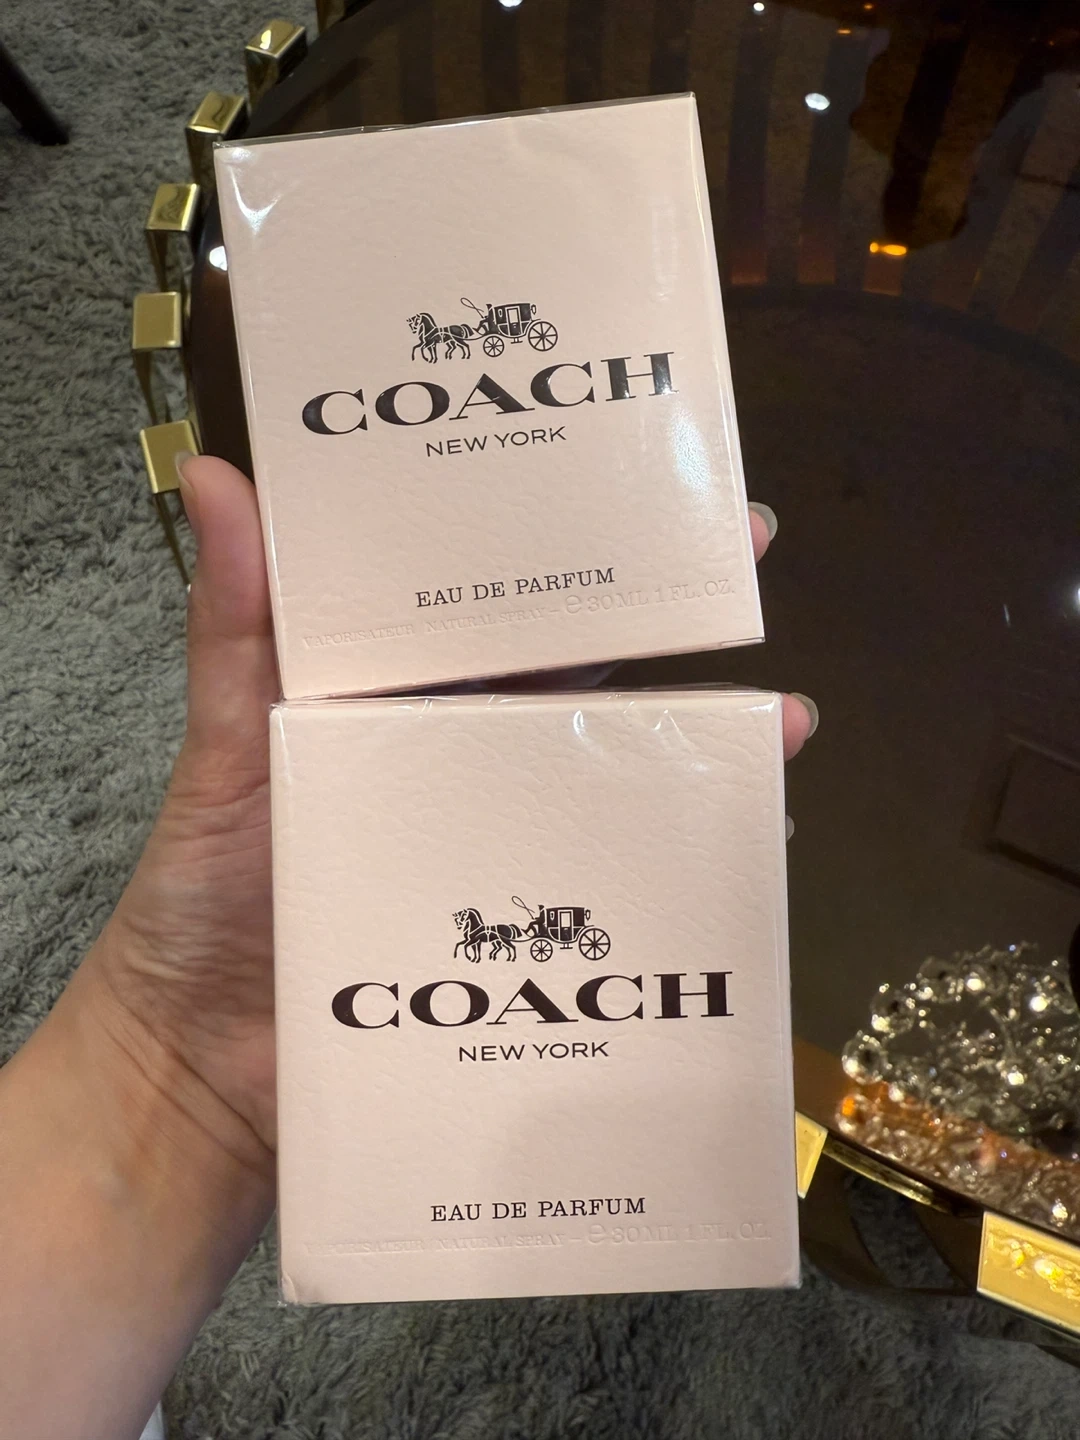 COACH
NEW YORK
EAU DE PARFUM
VAPORISATEUR NATURAL SPRAY – ℮ 30ML 1 FL. OZ.
COACH
NEW YORK
EAU DE PARFUM
VAPORISATEUR NATURAL SPRAY – ℮ 30ML 1 FL. OZ.